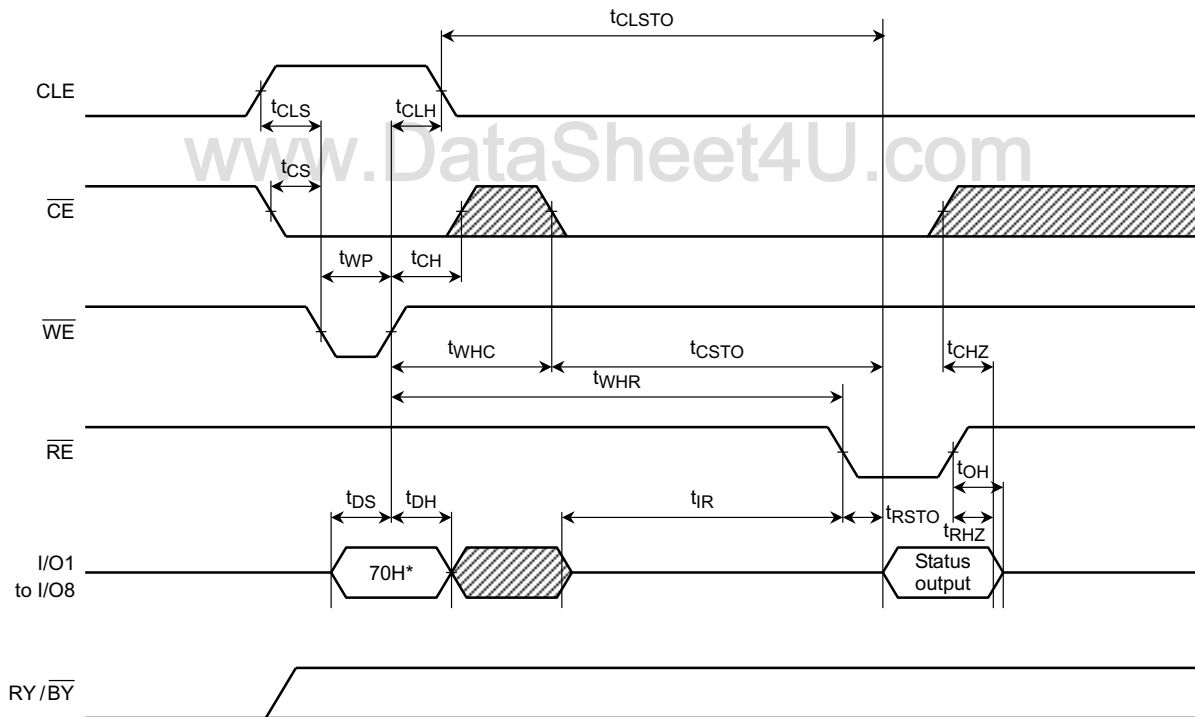 tCLSTO
CLE
tCLS
tCLH
www.DataSheet4U.com
tCS
CE
tWP
tCH
WE
tWHC
tCSTO
tCHZ
tWHR
RE
tOH
tDS
tDH
tIR
tRSTO
tRHZ
I/O1
to I/O8
70H*
Status
output
RY/BY